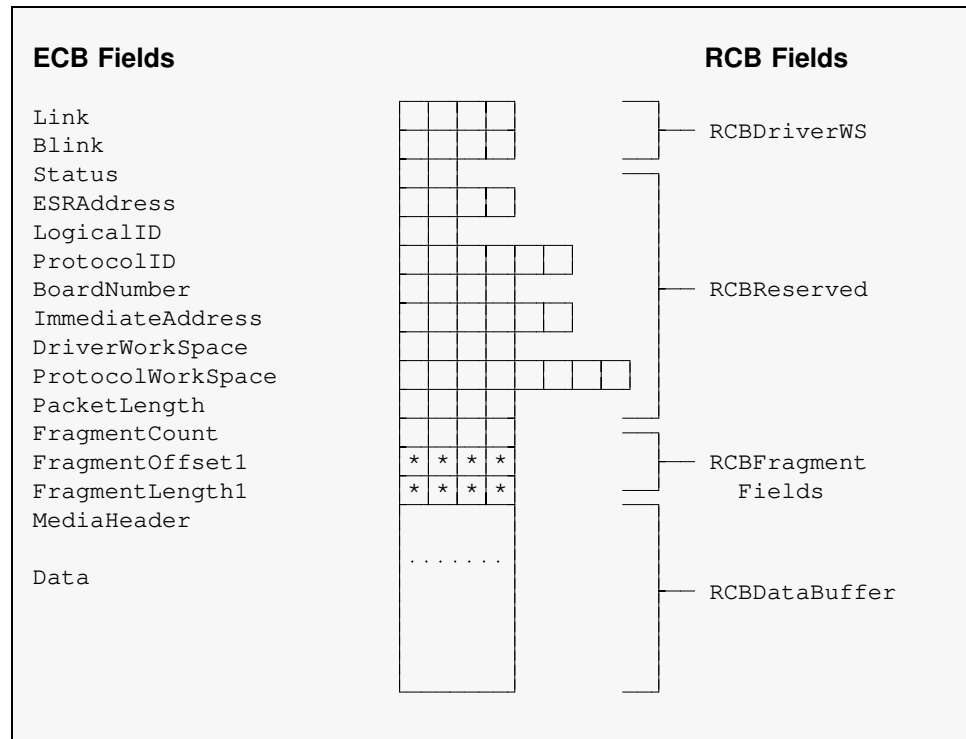 ECB Fields RCB Fields
Link
RCBDriverWS
Blink
Status
ESRAddress
LogicalID
ProtocolID
BoardNumber RCBReserved
ImmediateAddress
DriverWorkSpace
ProtocolWorkSpace
PacketLength
FragmentCount
FragmentOffset1 * * * * RCBFragment
FragmentLength1 * * * * Fields
MediaHeader
. . . . . . .
Data
RCBDataBuffer